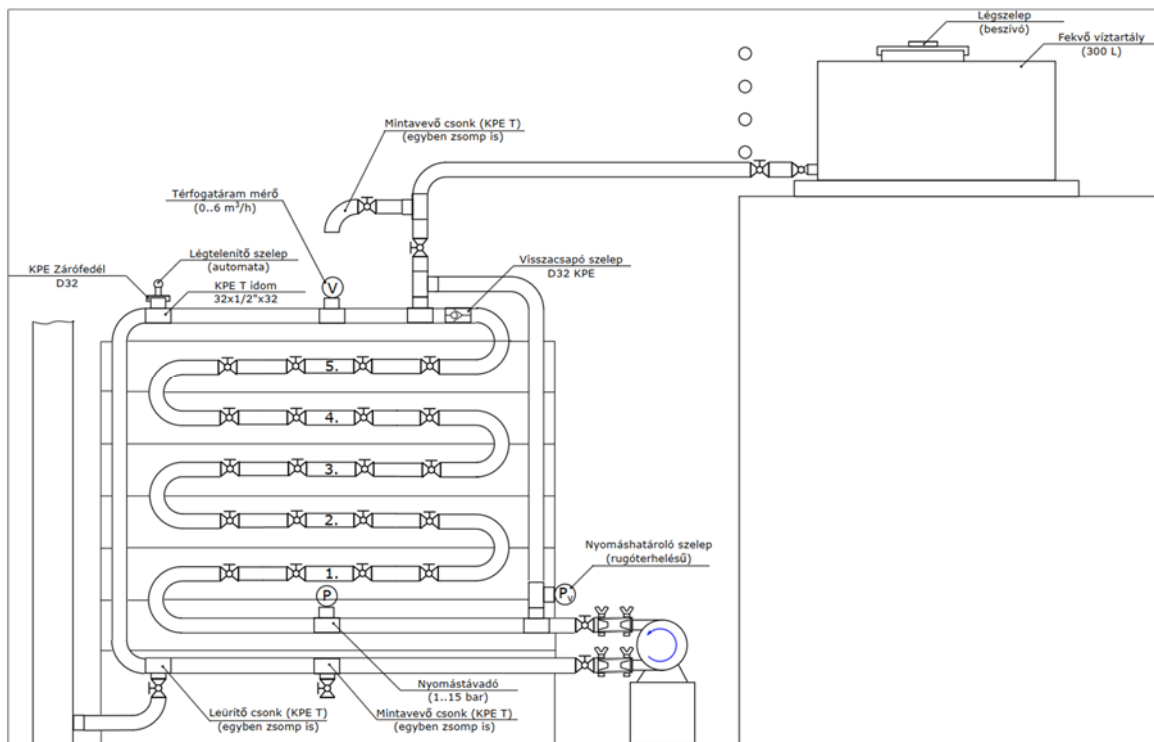 Légszelep
(beszívó)
Fekvő víztartály
(300 L)
Mintavevő csonk (KPE T)
(egyben zsomp is)
Térfogatáram mérő
(0..6 m³/h)
Légtelenítő szelep
(automata)
KPE Zárófedél
D32
KPE T idom
32x1/2"x32
V
Visszacsapó szelep
D32 KPE
5.
4.
3.
2.
1.
Nyomáshatároló szelep
(rugóterhelésű)
P
Pv
Nyomástávadó
(1..15 bar)
Leürítő csonk (KPE T)
(egyben zsomp is)
Mintavevő csonk (KPE T)
(egyben zsomp is)